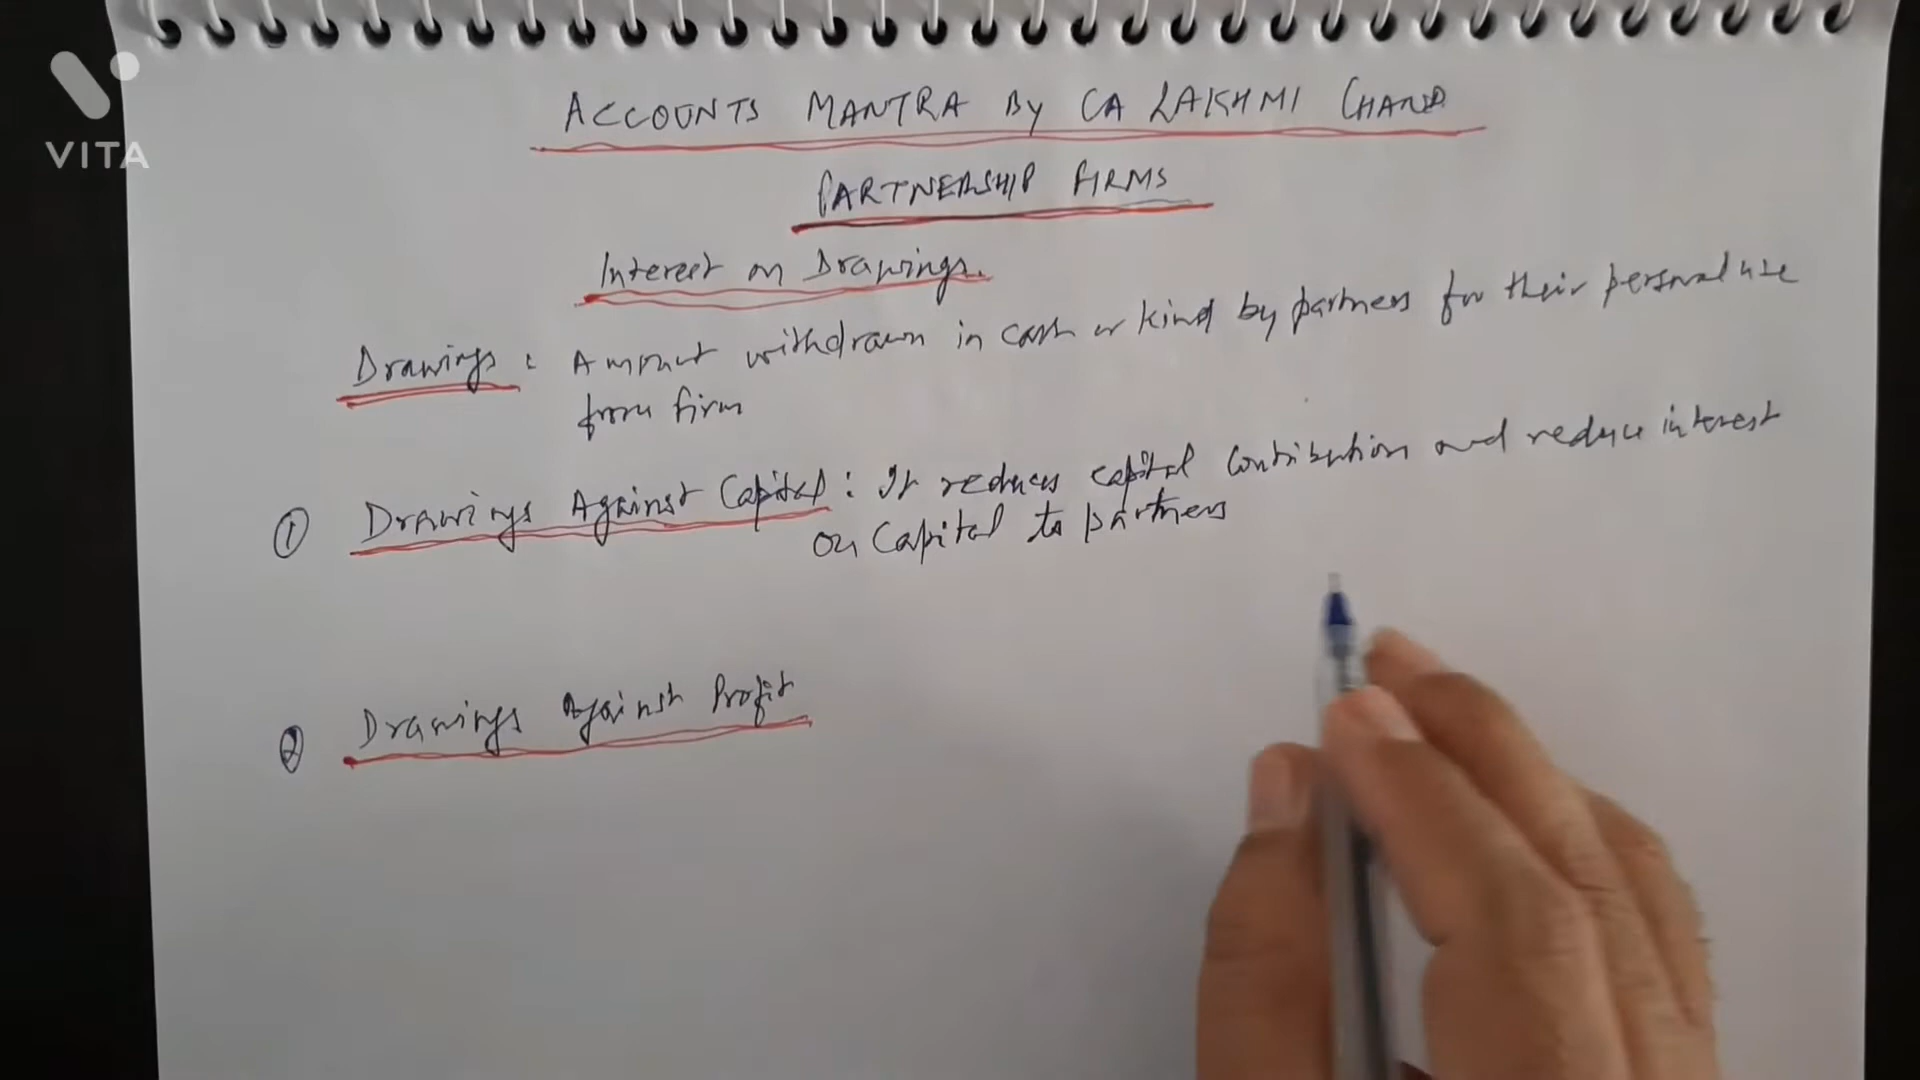 VITA
ACCOUNTS MANTRA BY CA LAKHMI CHAND
PARTNERSHIP FIRMS
Interest on Drawings.
Drawings : Amount withdrawn in cash or kind by partners for their personal use
from firm
① Drawings Against Capital : It reduces capital contribution and reduce interest
on Capital to partners
② Drawings Against Profit